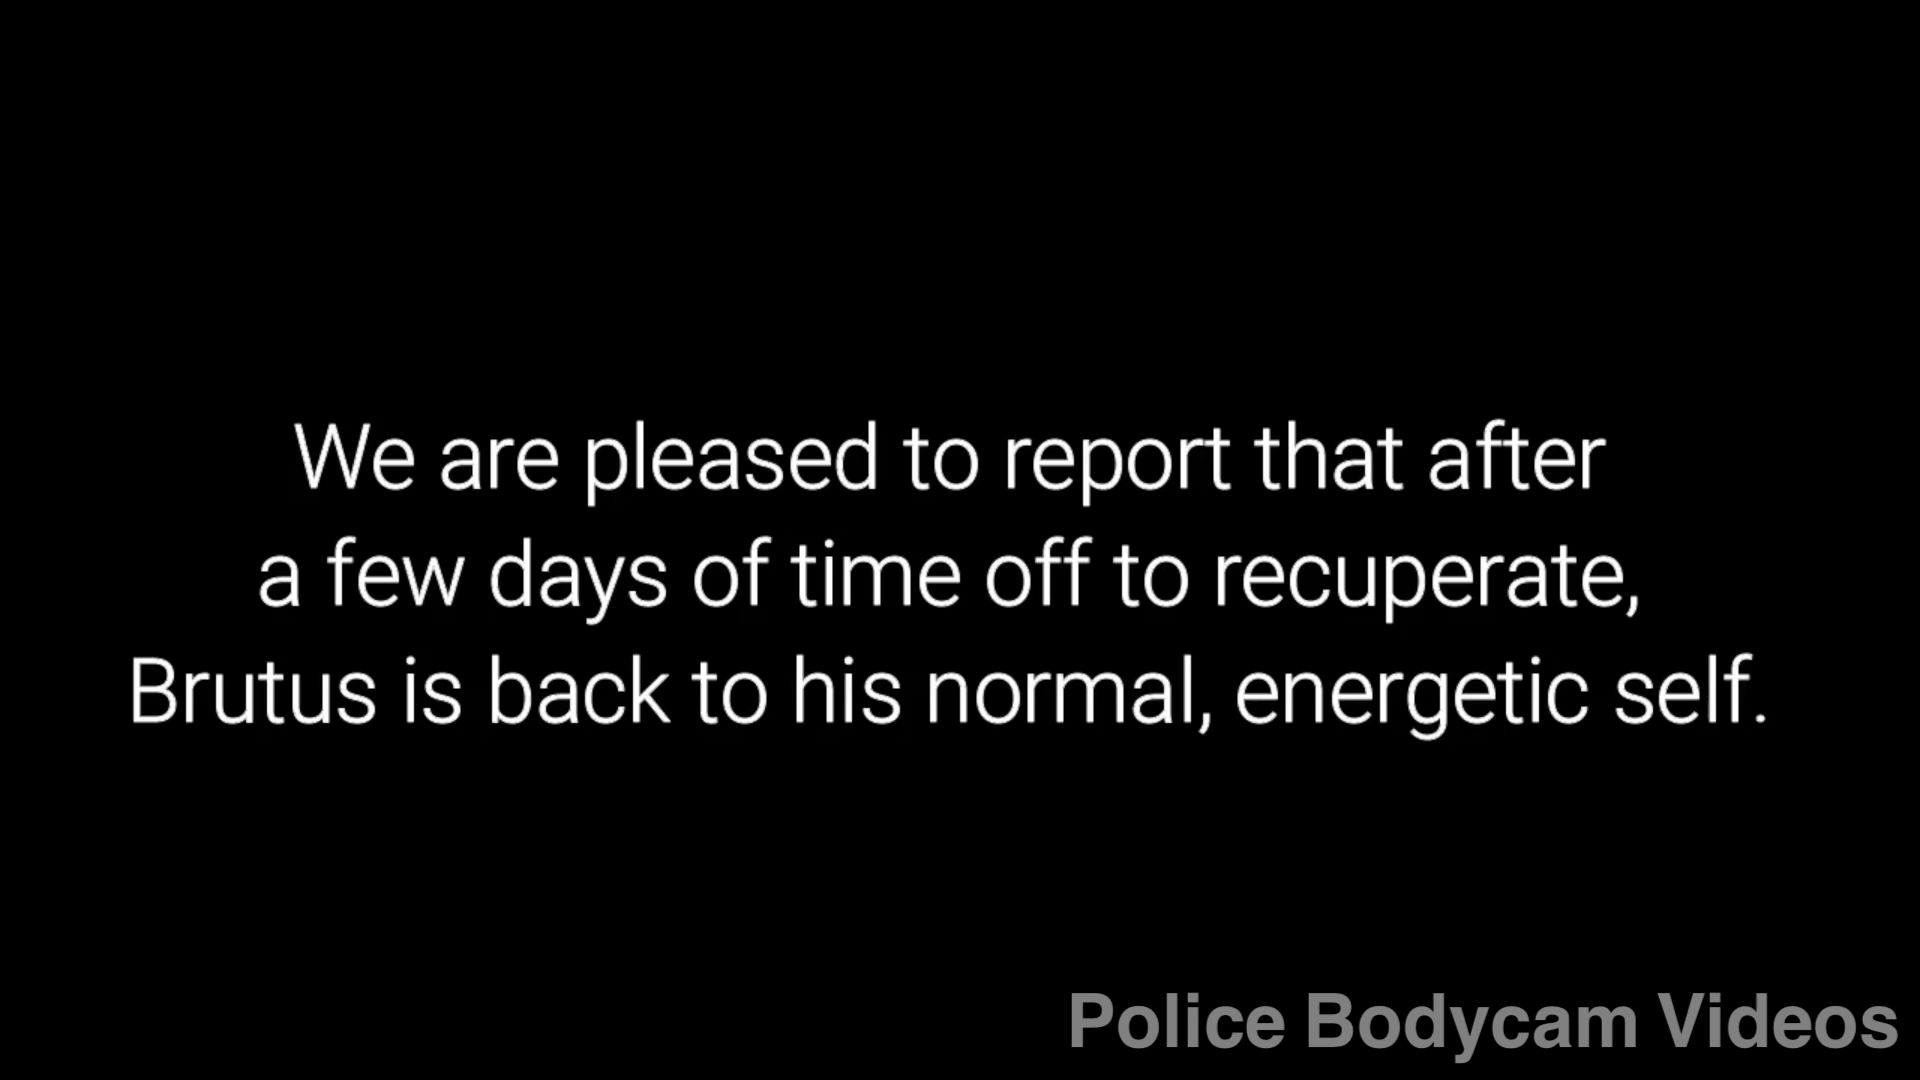 We are pleased to report that after
a few days of time off to recuperate,
Brutus is back to his normal, energetic self.
Police Bodycam Videos